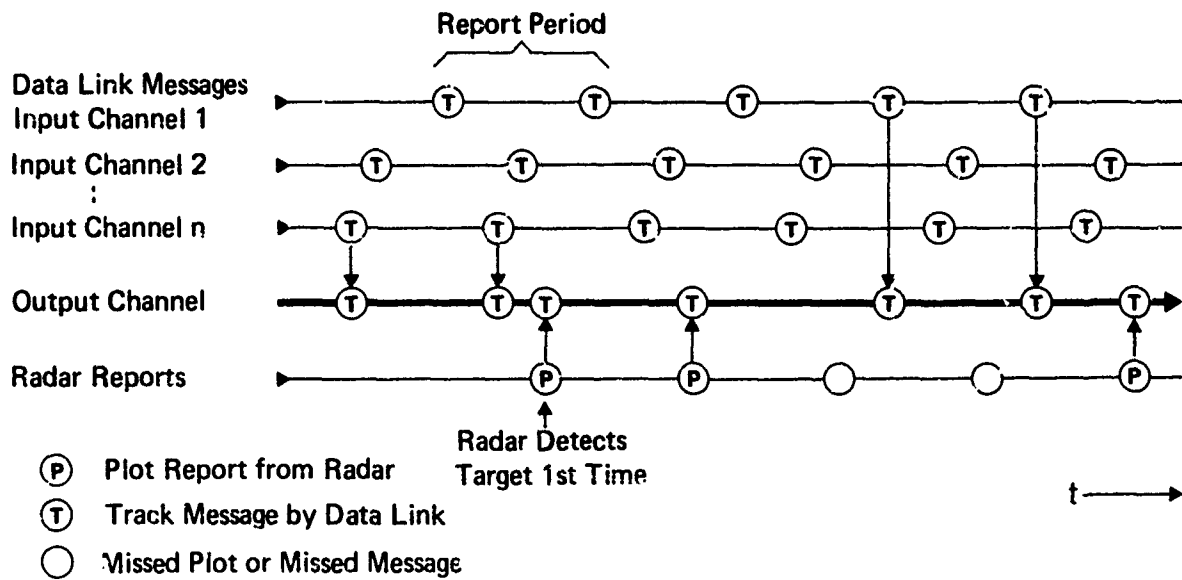 Report Period
Data Link Messages
Input Channel 1
T T T T T
Input Channel 2
T T T T T T
Input Channel n
T T T T T T
Output Channel
T T T T T T T
Radar Reports
P P P
Radar Detects
Target 1st Time
P Plot Report from Radar
T Track Message by Data Link
Missed Plot or Missed Message
t